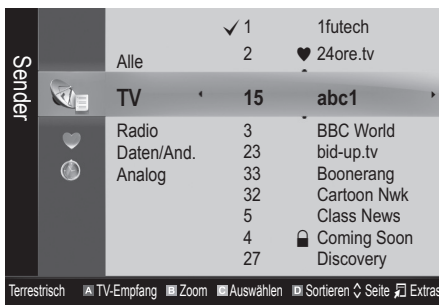 Sender
✓ 1 1futech
Alle 2 ♥ 24ore.tv
TV 15 abc1
Radio 3 BBC World
Daten/And. 23 bid-up.tv
Analog 33 Boonerang
32 Cartoon Nwk
5 Class News
4 Coming Soon
27 Discovery
Terrestrisch A TV-Empfang B Zoom C Auswählen D Sortieren Seite Extras